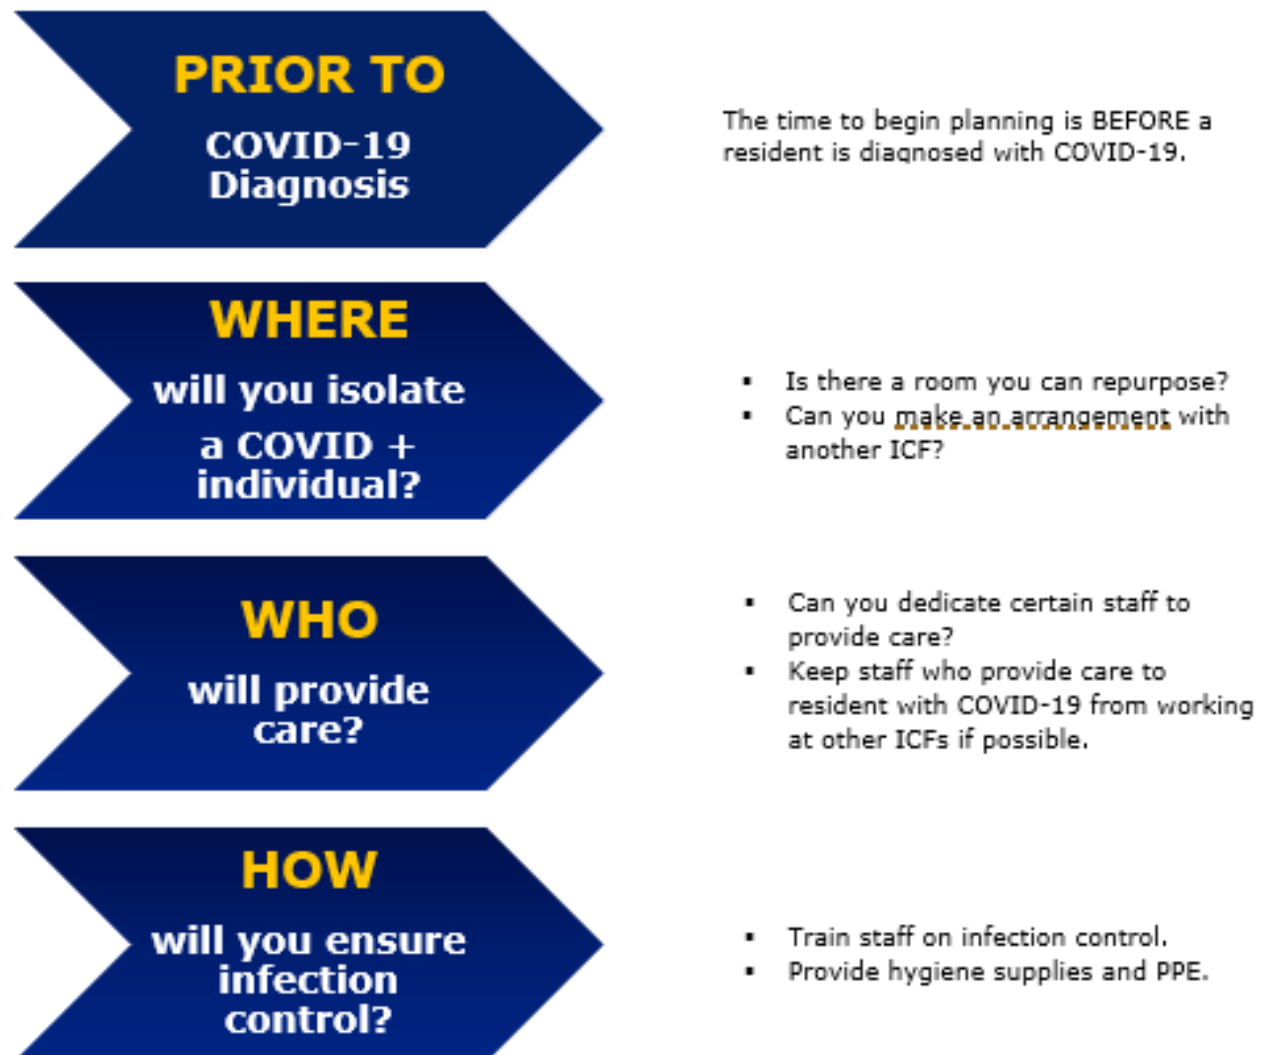 PRIOR TO
COVID-19
Diagnosis
The time to begin planning is BEFORE a
resident is diagnosed with COVID-19.
WHERE
will you isolate
a COVID +
individual?
▪ Is there a room you can repurpose?
▪ Can you make an arrangement with
another ICF?
WHO
will provide
care?
▪ Can you dedicate certain staff to
provide care?
▪ Keep staff who provide care to
resident with COVID-19 from working
at other ICFs if possible.
HOW
will you ensure
infection
control?
▪ Train staff on infection control.
▪ Provide hygiene supplies and PPE.